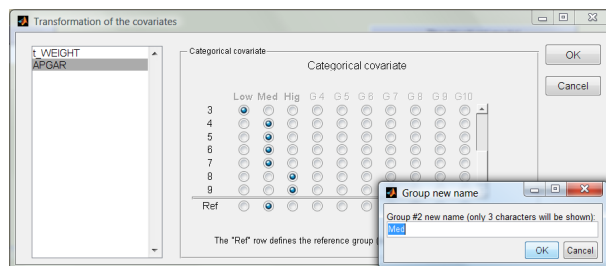 Transformation of the covariates
t_WEIGHT
APGAR
Categorical covariate
Categorical covariate
Low Med Hig G 4 G 5 G 6 G 7 G 8 G 9 G10
3
4
5
6
7
8
9
Ref
The "Ref" row defines the reference group
OK
Cancel
Group new name
Group #2 new name (only 3 characters will be shown):
Med
OK Cancel